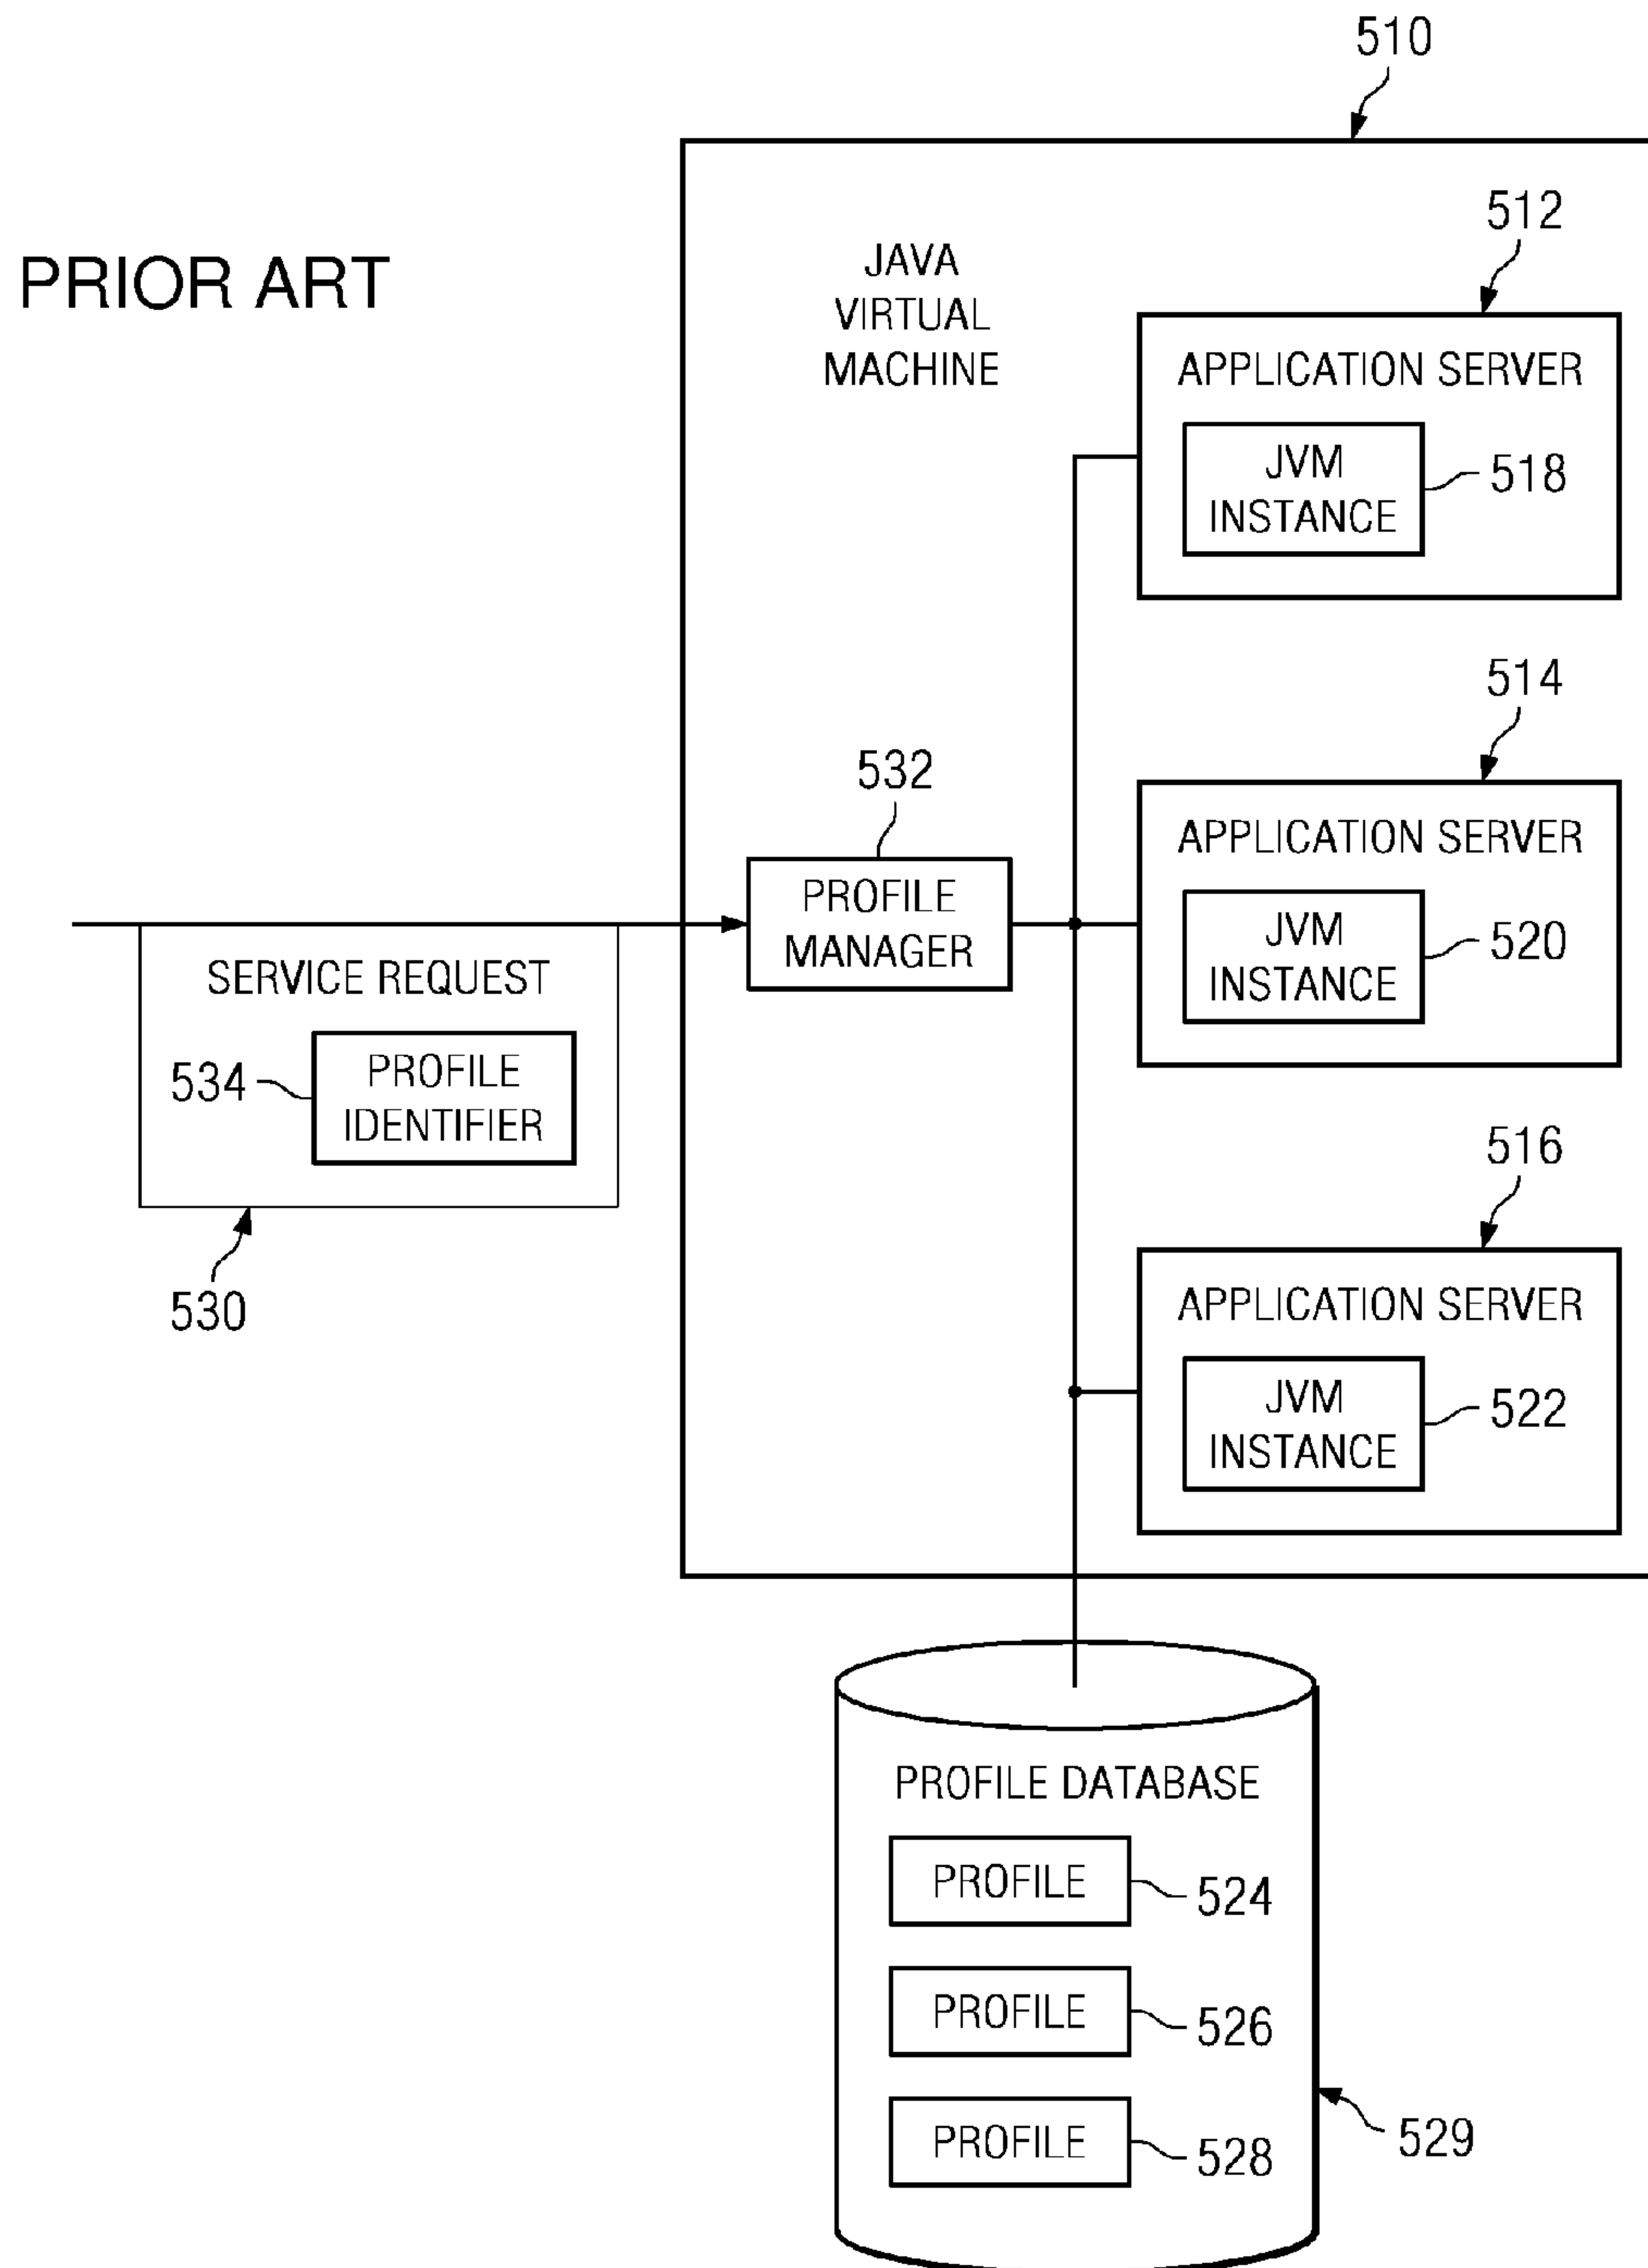 510
512
JAVA
VIRTUAL
MACHINE
PRIOR ART
APPLICATION SERVER
JVM
INSTANCE
518
514
532
APPLICATION SERVER
PROFILE
MANAGER
JVM
INSTANCE
520
SERVICE REQUEST
534
PROFILE
IDENTIFIER
516
530
APPLICATION SERVER
JVM
INSTANCE
522
PROFILE DATABASE
PROFILE
524
PROFILE
526
PROFILE
528
529